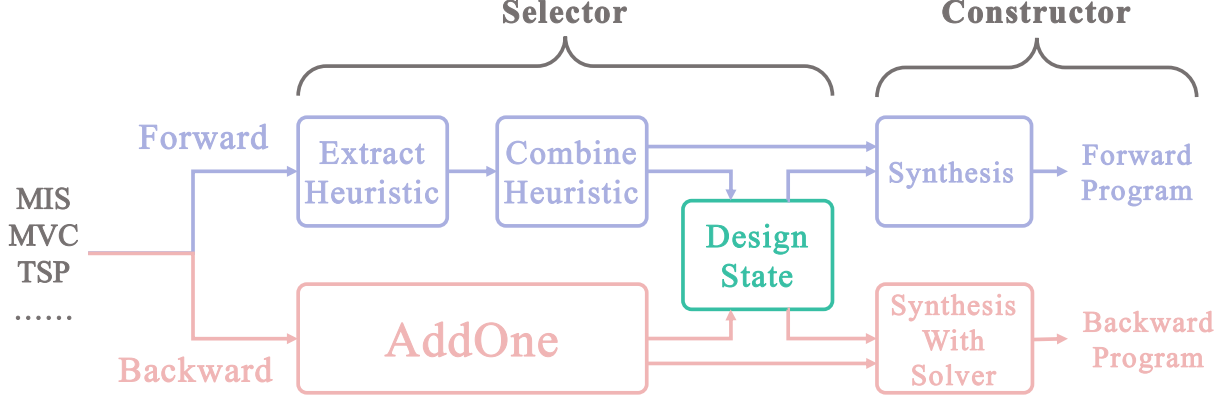 Selector
Constructor
Forward
Extract
Heuristic
Combine
Heuristic
Synthesis
Forward
Program
MIS
MVC
TSP
......
Design
State
Backward
AddOne
Synthesis
With
Solver
Backward
Program